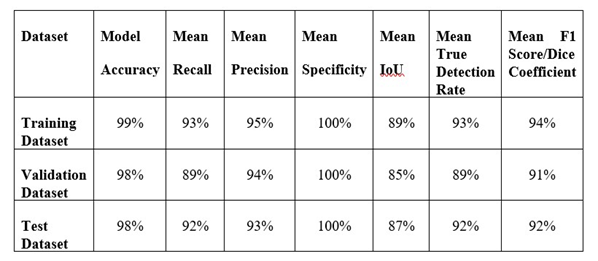 Dataset Model Mean Mean Mean Mean Mean Mean F1
Accuracy Recall Precision Specificity IoU True Score/Dice
Detection Coefficient
Rate
Training 99% 93% 95% 100% 89% 93% 94%
Dataset
Validation 98% 89% 94% 100% 85% 89% 91%
Dataset
Test 98% 92% 93% 100% 87% 92% 92%
Dataset